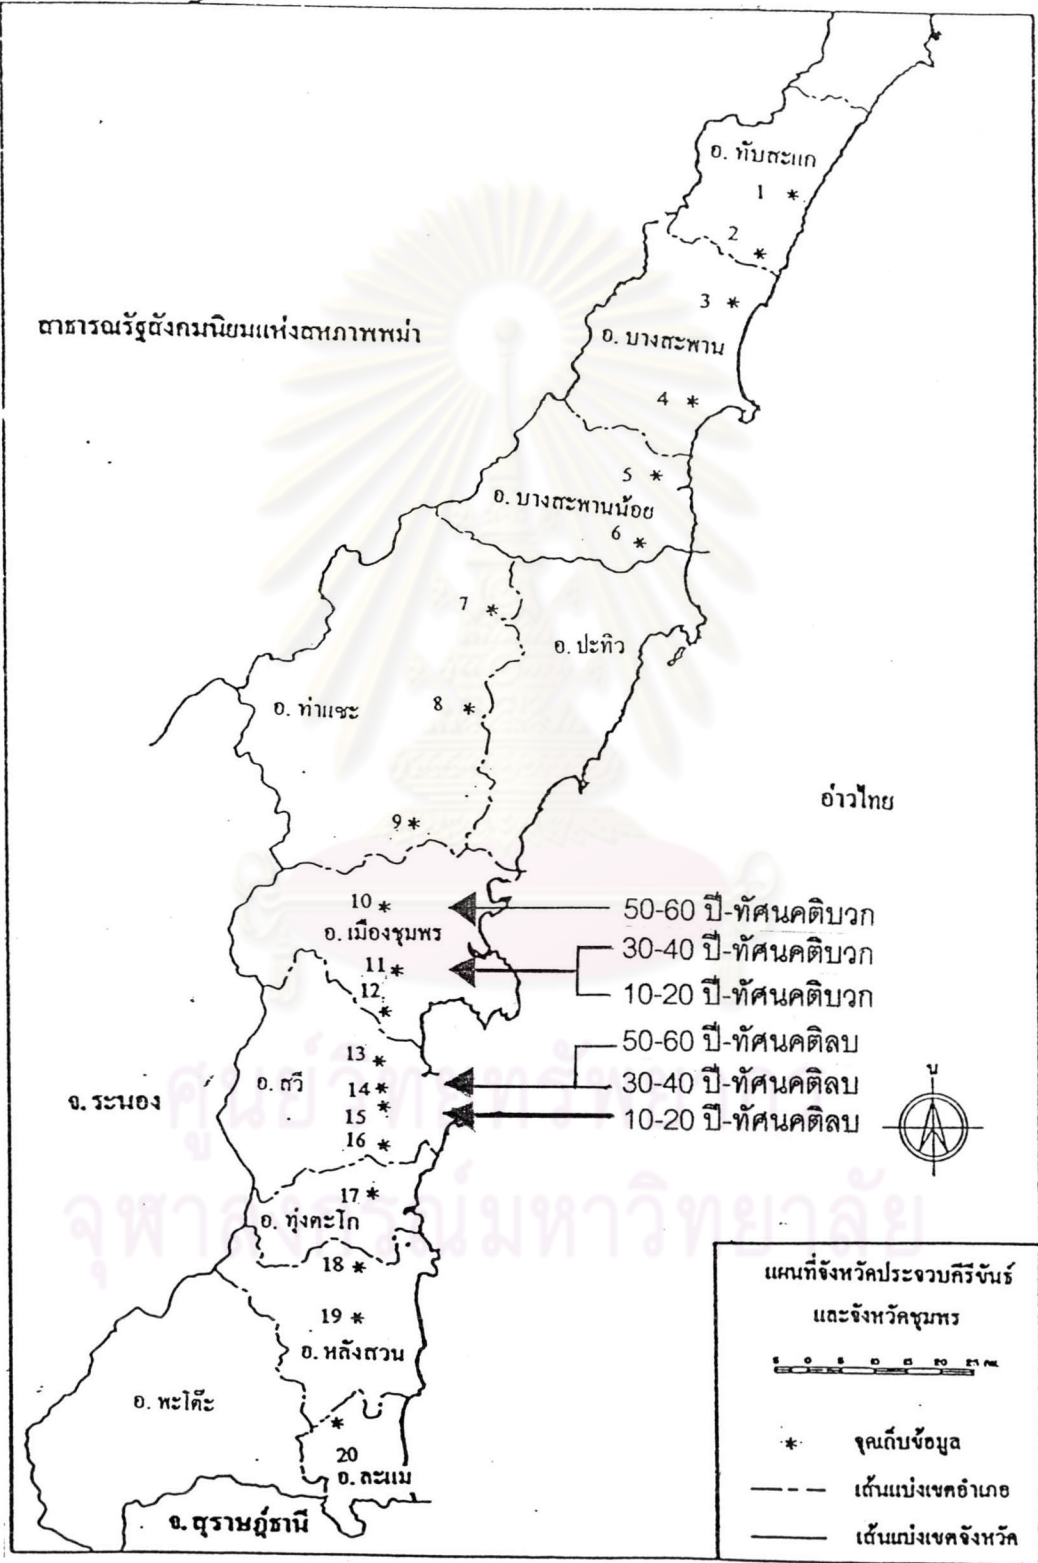 อ. ทับสะแก
1 *
2 *
3 *
สาธารณรัฐสังคมนิยมแห่งสหภาพพม่า
อ. บางสะพาน
4 *
5 *
อ. บางสะพานน้อย
6 *
7 *
อ. ปะทิว
8 *
อ. ท่าแซะ
อ่าวไทย
9 *
10 *
50-60 ปี-ทัศนคติบวก
อ. เมืองชุมพร
30-40 ปี-ทัศนคติบวก
11 *
12 *
10-20 ปี-ทัศนคติบวก
50-60 ปี-ทัศนคติลบ
13 *
อ. สวี
14 *
30-40 ปี-ทัศนคติลบ
จ. ระนอง
15 *
10-20 ปี-ทัศนคติลบ
น
16 *
ศูนย์วิทยทรัพยากร
17 *
จุฬาลงกรณ์มหาวิทยาลัย
อ. ทุ่งตะโก
18 *
19 *
อ. หลังสวน
อ. พะโต๊ะ
20 *
อ. ละแม
จ. สุราษฎ์ธานี
แผนที่จังหวัดประจวบคีรีขันธ์
และจังหวัดชุมพร
* จุดเก็บข้อมูล
เส้นแบ่งเขตอำเภอ
เส้นแบ่งเขตจังหวัด